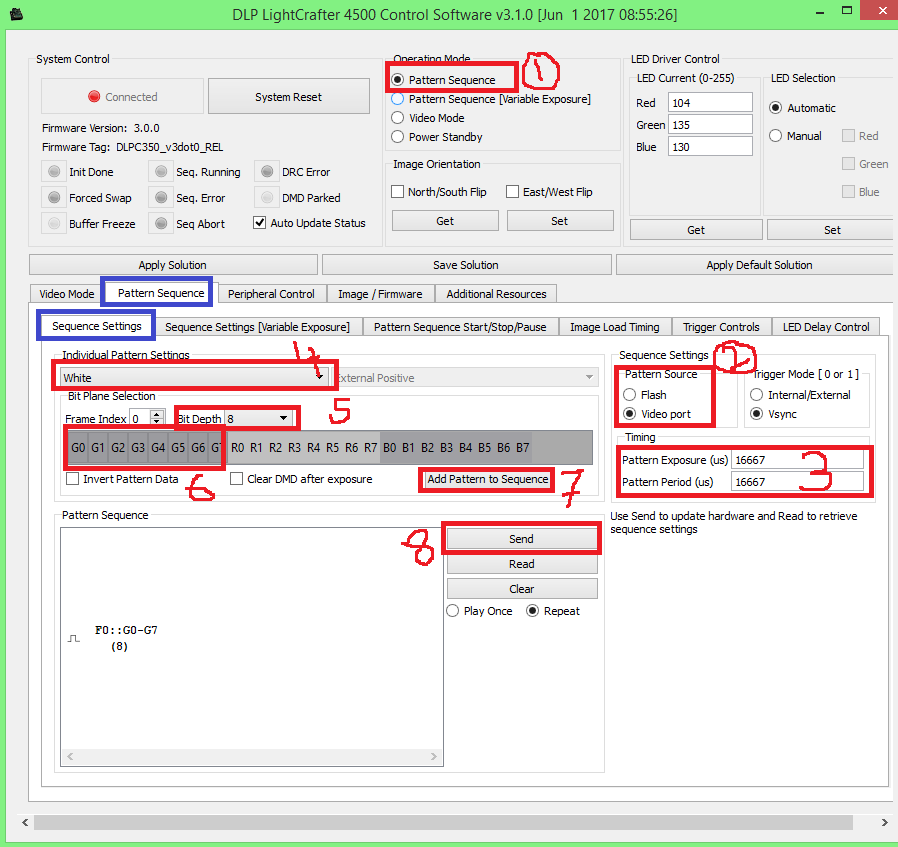 DLP LightCrafter 4500 Control Software v3.1.0 [Jun 1 2017 08:55:26]
System Control
Connected
System Reset
Firmware Version: 3.0.0
Firmware Tag: DLPC350_v3dot0_REL
Init Done
Seq. Running
DRC Error
Forced Swap
Seq. Error
DMD Parked
Buffer Freeze
Seq Abort
Auto Update Status
Operating Mode
Pattern Sequence
1
Pattern Sequence [Variable Exposure]
Video Mode
Power Standby
Image Orientation
North/South Flip
East/West Flip
Get
Set
LED Driver Control
LED Current (0-255)
Red 104
Green 135
Blue 130
LED Selection
Automatic
Manual
Red
Green
Blue
Get
Set
Apply Solution
Save Solution
Apply Default Solution
Video Mode
Pattern Sequence
Peripheral Control
Image / Firmware
Additional Resources
Sequence Settings
Sequence Settings [Variable Exposure]
Pattern Sequence Start/Stop/Pause
Image Load Timing
Trigger Controls
LED Delay Control
Individual Pattern Settings
4
White
External Positive
Bit Plane Selection
Frame Index 0
Bit Depth 8
5
G0 G1 G2 G3 G4 G5 G6 G7 R0 R1 R2 R3 R4 R5 R6 R7 B0 B1 B2 B3 B4 B5 B6 B7
Invert Pattern Data
6
Clear DMD after exposure
Add Pattern to Sequence
7
Sequence Settings
2
Pattern Source
Flash
Video port
Trigger Mode [ 0 or 1 ]
Internal/External
Vsync
Timing
Pattern Exposure (us) 16667
Pattern Period (us) 16667
3
Use Send to update hardware and Read to retrieve
sequence settings
Pattern Sequence
F0::G0-G7
(8)
8
Send
Read
Clear
Play Once
Repeat